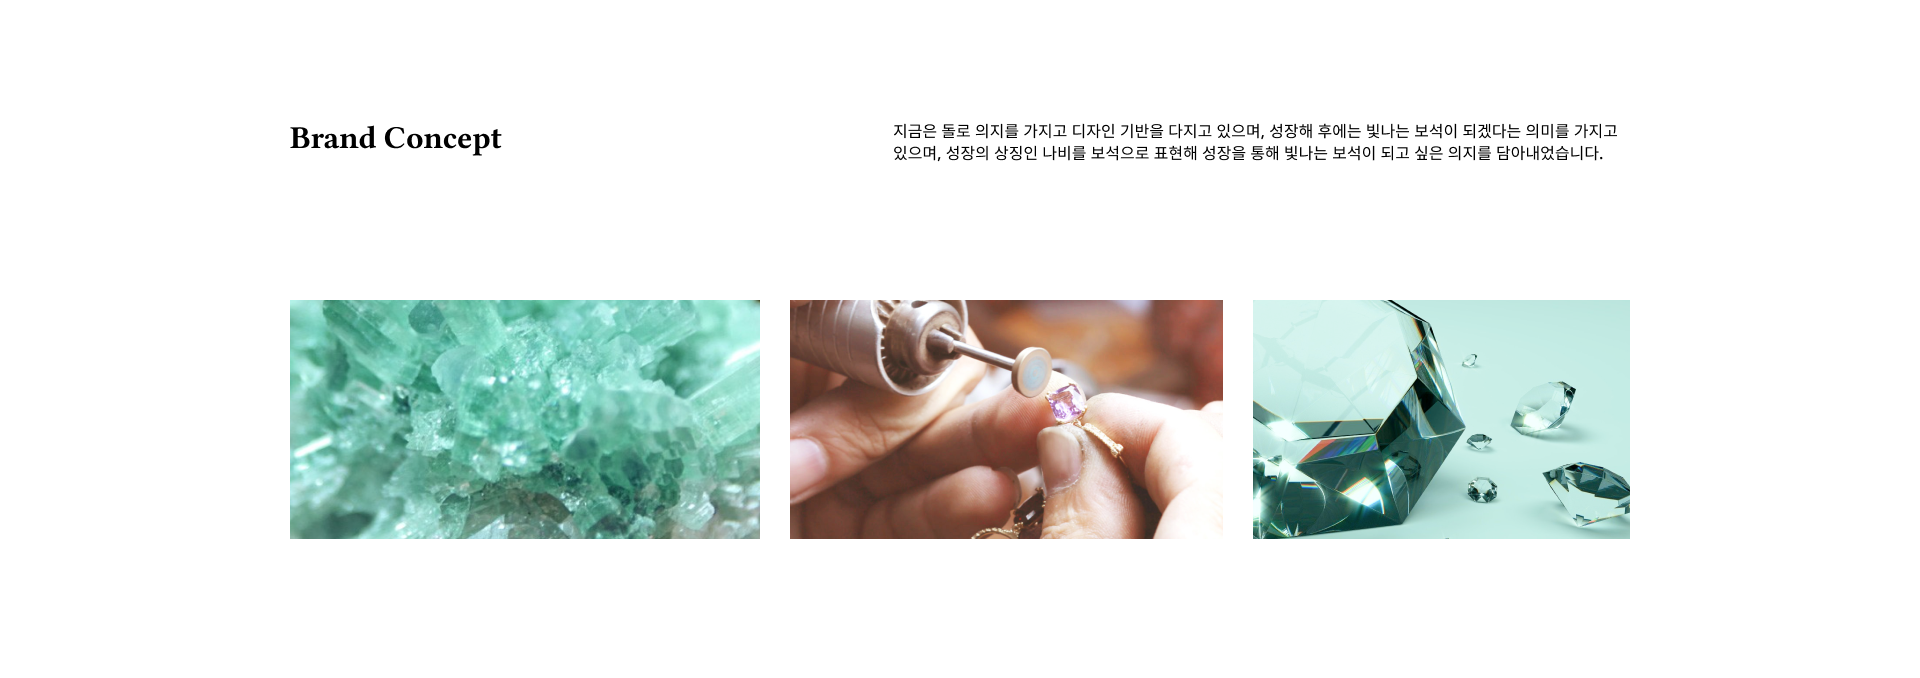 Brand Concept
지금은 돌로 의지를 가지고 디자인 기반을 다지고 있으며, 성장해 후에는 빛나는 보석이 되겠다는 의미를 가지고
있으며, 성장의 상징인 나비를 보석으로 표현해 성장을 통해 빛나는 보석이 되고 싶은 의지를 담아내었습니다.